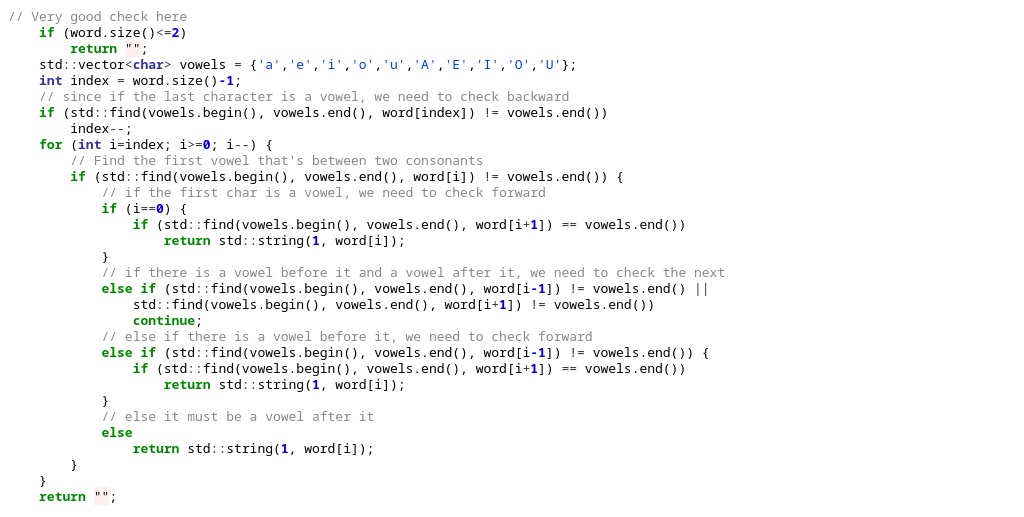 // Very good check here
    if (word.size()<=2)
        return "";
    std::vector<char> vowels = {'a','e','i','o','u','A','E','I','O','U'};
    int index = word.size()-1;
    // since if the last character is a vowel, we need to check backward
    if (std::find(vowels.begin(), vowels.end(), word[index]) != vowels.end())
        index--;
    for (int i=index; i>=0; i--) {
        // Find the first vowel that's between two consonants
        if (std::find(vowels.begin(), vowels.end(), word[i]) != vowels.end()) {
            // if the first char is a vowel, we need to check forward
            if (i==0) {
                if (std::find(vowels.begin(), vowels.end(), word[i+1]) == vowels.end())
                    return std::string(1, word[i]);
            }
            // if there is a vowel before it and a vowel after it, we need to check the next
            else if (std::find(vowels.begin(), vowels.end(), word[i-1]) != vowels.end() ||
                std::find(vowels.begin(), vowels.end(), word[i+1]) != vowels.end())
                continue;
            // else if there is a vowel before it, we need to check forward
            else if (std::find(vowels.begin(), vowels.end(), word[i-1]) != vowels.end()) {
                if (std::find(vowels.begin(), vowels.end(), word[i+1]) == vowels.end())
                    return std::string(1, word[i]);
            }
            // else it must be a vowel after it
            else
                return std::string(1, word[i]);
        }
    }
    return "";